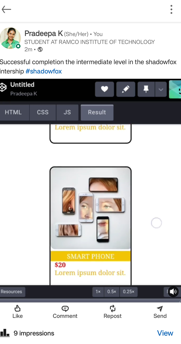 Pradeepa K (She/Her) • You
STUDENT AT RAMCO INSTITUTE OF TECHNOLOGY
2m •
Successful completion the intermediate level in the shadowfox
intership #shadowfox
Untitled
Pradeepa K
HTML CSS JS Result
Lorem ipsum dolor sit.
SMART PHONE
$20
Lorem ipsum dolor sit.
Resources 1× 0.5× 0.25×
Like Comment Repost Send
9 impressions View